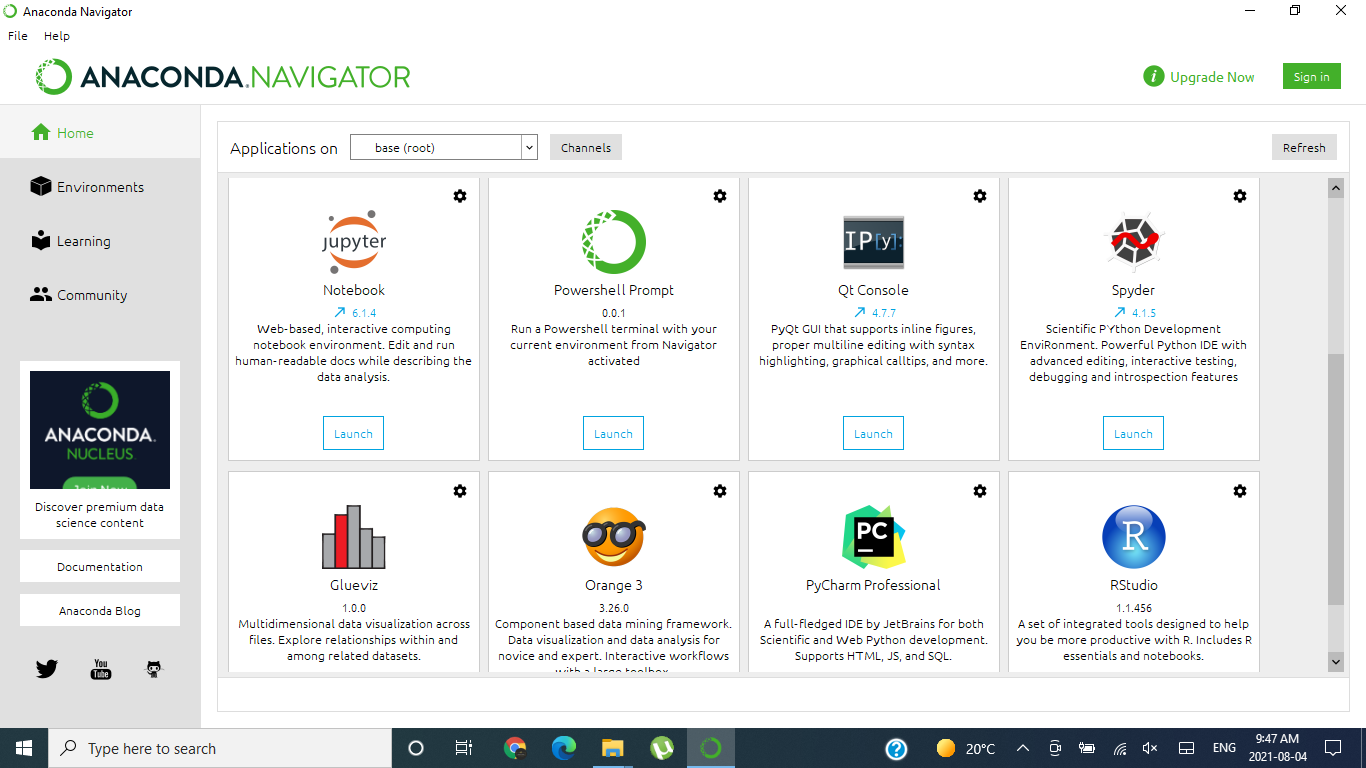 Anaconda Navigator
File Help
ANACONDA.NAVIGATOR
i Upgrade Now Sign in
Home
Environments
Learning
Community
ANACONDA.
NUCLEUS
Join Now
Discover premium data
science content
Documentation
Anaconda Blog
You
Tube
Applications on base (root) Channels Refresh
jupyter
Notebook
6.1.4
Web-based, interactive computing
notebook environment. Edit and run
human-readable docs while describing the
data analysis.
Launch
Powershell Prompt
0.0.1
Run a Powershell terminal with your
current environment from Navigator
activated
Launch
IP[y]:
Qt Console
4.7.7
PyQt GUI that supports inline figures,
proper multiline editing with syntax
highlighting, graphical calltips, and more.
Launch
Spyder
4.1.5
Scientific PYthon Development
EnviRonment. Powerful Python IDE with
advanced editing, interactive testing,
debugging and introspection features
Launch
Glueviz
1.0.0
Multidimensional data visualization across
files. Explore relationships within and
among related datasets.
Orange 3
3.26.0
Component based data mining framework.
Data visualization and data analysis for
novice and expert. Interactive workflows
with a large toolbox.
PC
PyCharm Professional
A full-fledged IDE by JetBrains for both
Scientific and Web Python development.
Supports HTML, JS, and SQL.
R
RStudio
1.1.456
A set of integrated tools designed to help
you be more productive with R. Includes R
essentials and notebooks.
Type here to search
? 20°C ENG 9:47 AM
2021-08-04